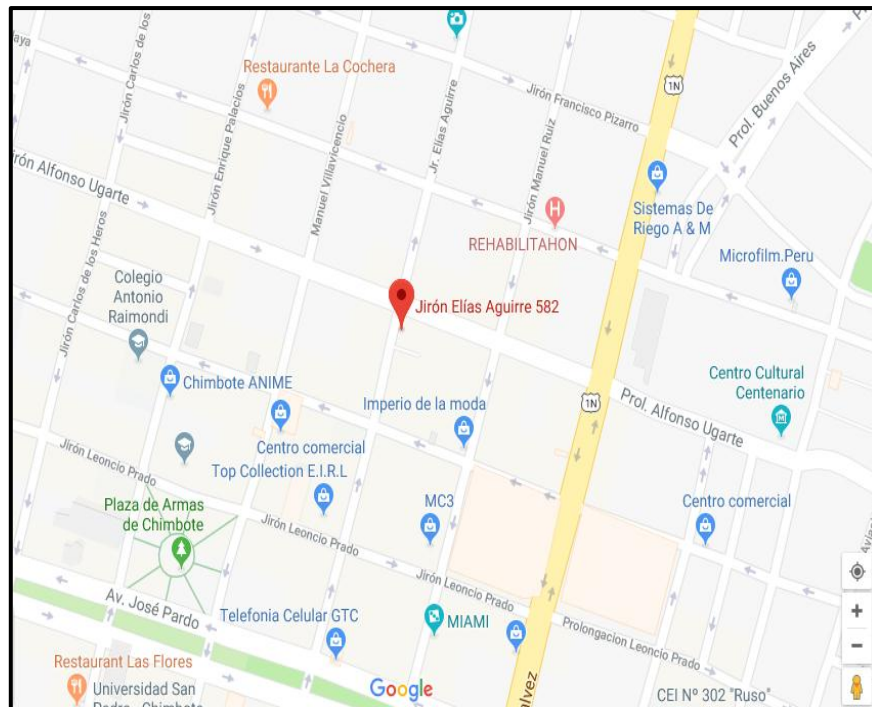 Jirón Carlos de los
Restaurante La Cochera
Jirón Enrique Palacios
Manuel Villavicencio
Jr. Elías Aguirre
Jirón Manuel Ruiz
Jirón Francisco Pizarro
1N
Prol. Buenos Aires
Sistemas De
Riego A & M
REHABILITAHON
Microfilm.Peru
Jirón Alfonso Ugarte
Jirón Carlos de los Heros
Colegio
Antonio
Raimondi
Jirón Elías Aguirre 582
Chimbote ANIME
Imperio de la moda
1N
Prol. Alfonso Ugarte
Centro Cultural
Centenario
Centro comercial
Top Collection E.I.R.L
Jirón Leoncio Prado
MC3
Centro comercial
Plaza de Armas
de Chimbote
Jirón Leoncio Prado
Jirón Leoncio Prado
Av. José Pardo
Telefonia Celular GTC
MIAMI
Prolongacion Leoncio Prado
Restaurant Las Flores
Universidad San
Google
CEI Nº 302 "Ruso"